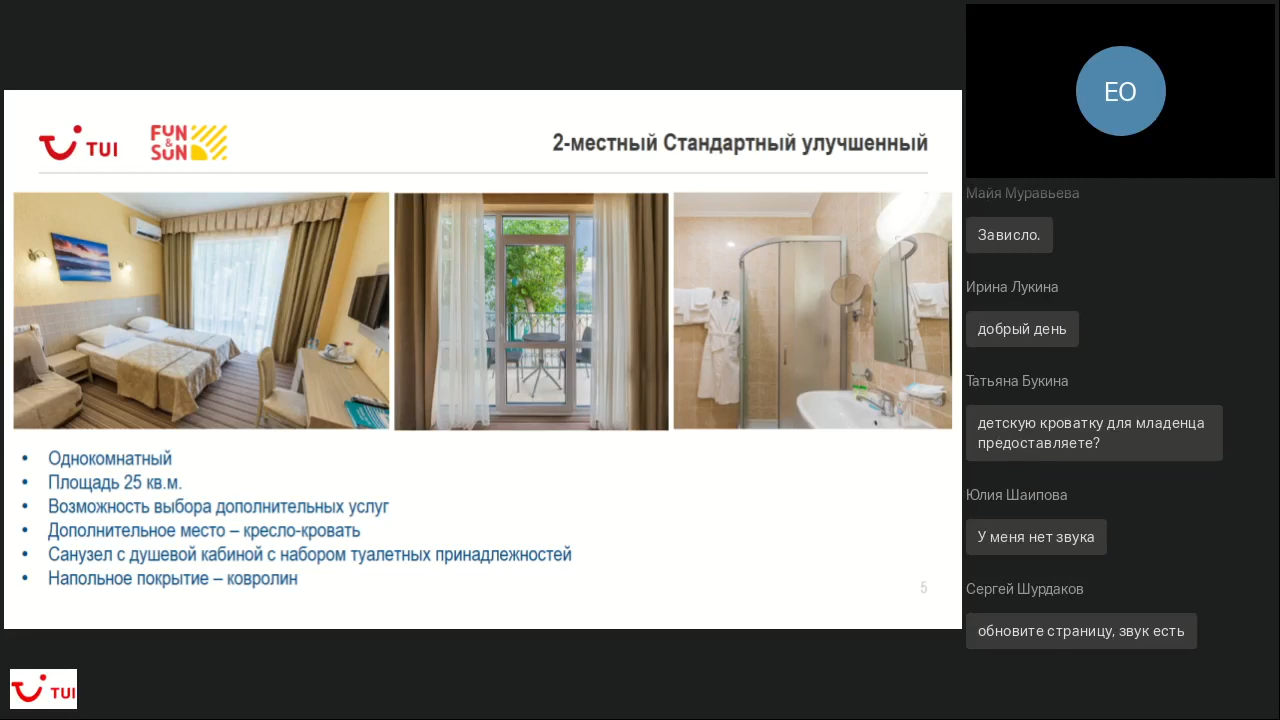 TUI
FUN
&
SUN
2-местный Стандартный улучшенный
• Однокомнатный
• Площадь 25 кв.м.
• Возможность выбора дополнительных услуг
• Дополнительное место – кресло-кровать
• Санузел с душевой кабиной с набором туалетных принадлежностей
• Напольное покрытие – ковролин
5
TUI
ЕО
Майя Муравьева
Зависло.
Ирина Лукина
добрый день
Татьяна Букина
детскую кроватку для младенца
предоставляете?
Юлия Шаипова
У меня нет звука
Сергей Шурдаков
обновите страницу, звук есть